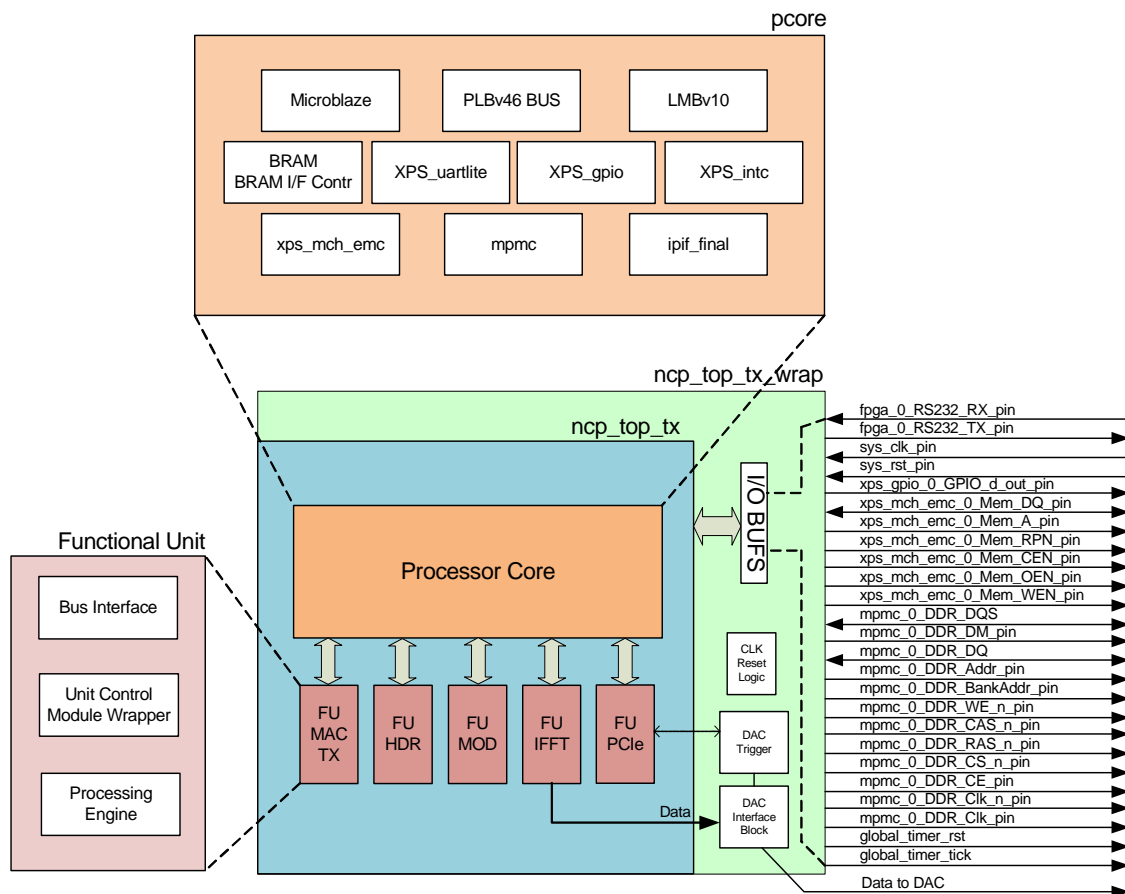 pcore
Microblaze
PLBv46 BUS
LMBv10
BRAM
BRAM I/F Contr
XPS_uartlite
XPS_gpio
XPS_intc
xps_mch_emc
mpmc
ipif_final
ncp_top_tx_wrap
ncp_top_tx
I/O BUFS
Processor Core
Functional Unit
Bus Interface
Unit Control
Module Wrapper
Processing
Engine
FU
MAC
TX
FU
HDR
FU
MOD
FU
IFFT
FU
PCIe
CLK
Reset
Logic
DAC
Trigger
Data
DAC
Interface
Block
fpga_0_RS232_RX_pin
fpga_0_RS232_TX_pin
sys_clk_pin
sys_rst_pin
xps_gpio_0_GPIO_d_out_pin
xps_mch_emc_0_Mem_DQ_pin
xps_mch_emc_0_Mem_A_pin
xps_mch_emc_0_Mem_RPN_pin
xps_mch_emc_0_Mem_CEN_pin
xps_mch_emc_0_Mem_OEN_pin
xps_mch_emc_0_Mem_WEN_pin
mpmc_0_DDR_DQS
mpmc_0_DDR_DM_pin
mpmc_0_DDR_DQ
mpmc_0_DDR_Addr_pin
mpmc_0_DDR_BankAddr_pin
mpmc_0_DDR_WE_n_pin
mpmc_0_DDR_CAS_n_pin
mpmc_0_DDR_RAS_n_pin
mpmc_0_DDR_CS_n_pin
mpmc_0_DDR_CE_pin
mpmc_0_DDR_Clk_n_pin
mpmc_0_DDR_Clk_pin
global_timer_rst
global_timer_tick
Data to DAC